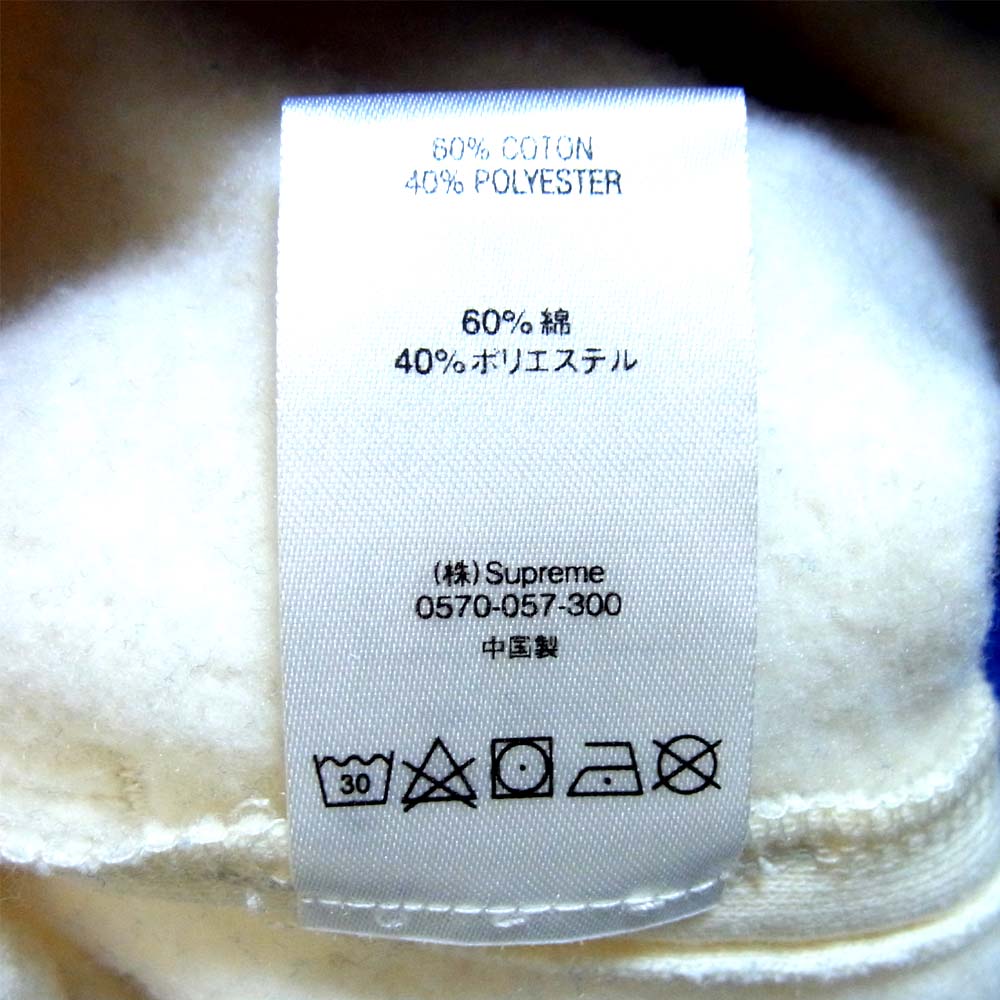 60% COTON
40% POLYESTER
60%綿
40%ポリエステル
(株)Supreme
0570-057-300
中国製
30